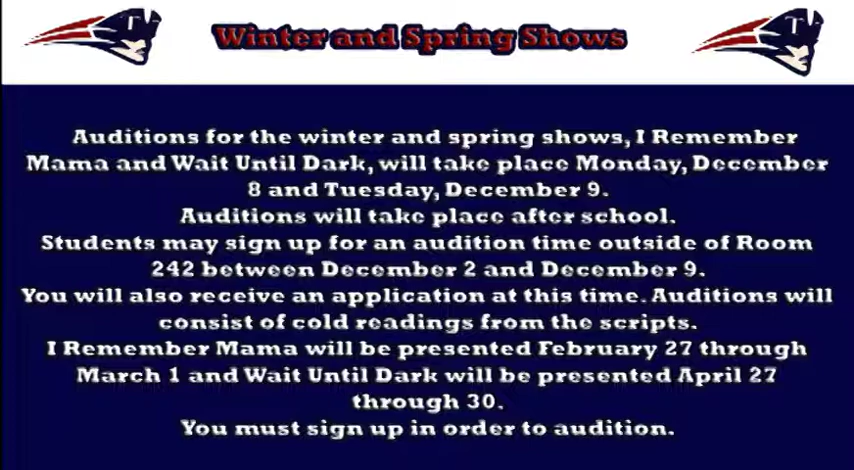 T
T
Winter and Spring Shows
Auditions for the winter and spring shows, I Remember
Mama and Wait Until Dark, will take place Monday, December
8 and Tuesday, December 9.
Auditions will take place after school.
Students may sign up for an audition time outside of Room
242 between December 2 and December 9.
You will also receive an application at this time. Auditions will
consist of cold readings from the scripts.
I Remember Mama will be presented February 27 through
March 1 and Wait Until Dark will be presented April 27
through 30.
You must sign up in order to audition.